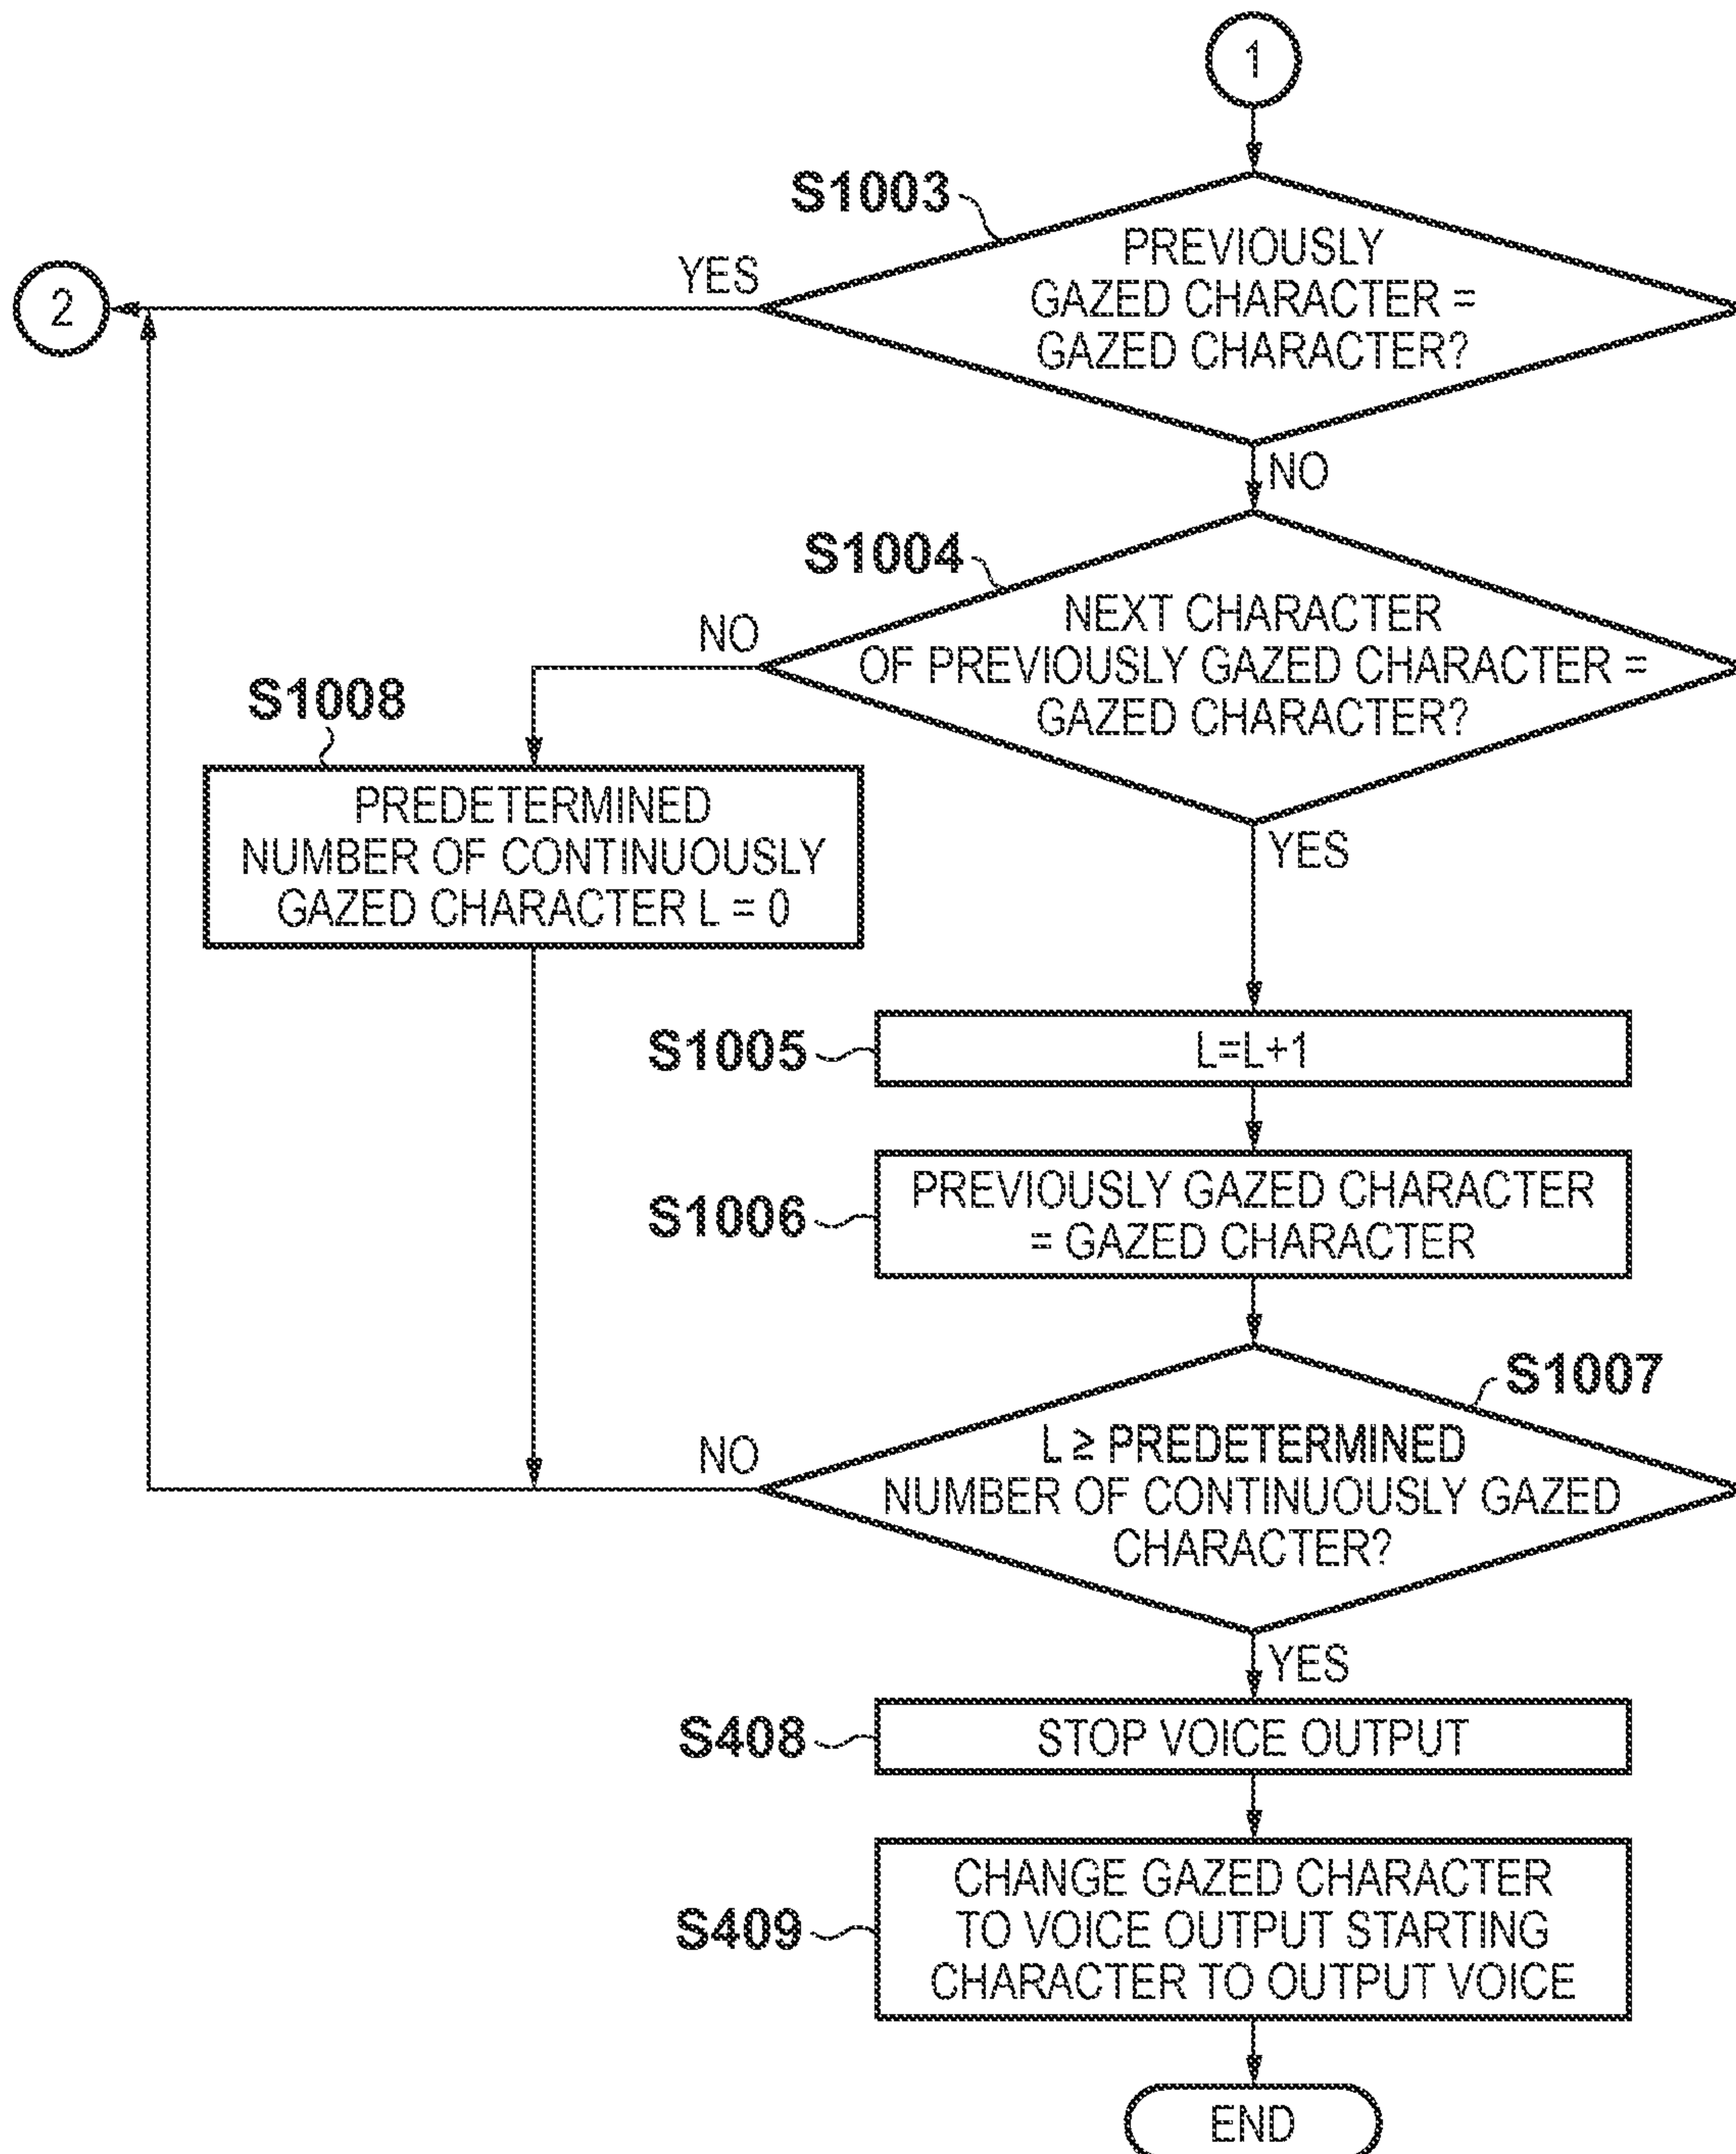 1
S1003
PREVIOUSLY
GAZED CHARACTER =
GAZED CHARACTER?
YES
2
NO
S1004
NEXT CHARACTER
OF PREVIOUSLY GAZED CHARACTER =
GAZED CHARACTER?
NO
S1008
PREDETERMINED
NUMBER OF CONTINUOUSLY
GAZED CHARACTER L = 0
YES
S1005
L=L+1
S1006
PREVIOUSLY GAZED CHARACTER
= GAZED CHARACTER
S1007
L ≥ PREDETERMINED
NUMBER OF CONTINUOUSLY GAZED
CHARACTER?
NO
YES
S408
STOP VOICE OUTPUT
S409
CHANGE GAZED CHARACTER
TO VOICE OUTPUT STARTING
CHARACTER TO OUTPUT VOICE
END